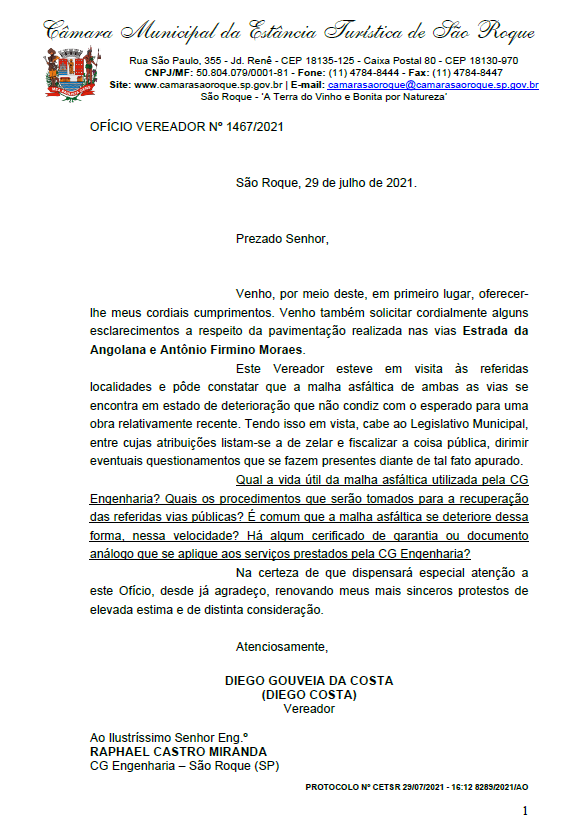 Câmara Municipal da Estância Turística de São Roque
Rua São Paulo, 355 - Jd. Renê - CEP 18135-125 - Caixa Postal 80 - CEP 18130-970
CNPJ/MF: 50.804.079/0001-81 - Fone: (11) 4784-8444 - Fax: (11) 4784-8447
Site: www.camarasaoroque.sp.gov.br | E-mail: camarasaoroque@camarasaoroque.sp.gov.br
São Roque - 'A Terra do Vinho e Bonita por Natureza'
OFÍCIO VEREADOR Nº 1467/2021
São Roque, 29 de julho de 2021.
Prezado Senhor,
Venho, por meio deste, em primeiro lugar, oferecer-
lhe meus cordiais cumprimentos. Venho também solicitar cordialmente alguns
esclarecimentos a respeito da pavimentação realizada nas vias Estrada da
Angolana e Antônio Firmino Moraes.
Este Vereador esteve em visita às referidas
localidades e pôde constatar que a malha asfáltica de ambas as vias se
encontra em estado de deterioração que não condiz com o esperado para uma
obra relativamente recente. Tendo isso em vista, cabe ao Legislativo Municipal,
entre cujas atribuições listam-se a de zelar e fiscalizar a coisa pública, dirimir
eventuais questionamentos que se fazem presentes diante de tal fato apurado.
Qual a vida útil da malha asfáltica utilizada pela CG
Engenharia? Quais os procedimentos que serão tomados para a recuperação
das referidas vias públicas? É comum que a malha asfáltica se deteriore dessa
forma, nessa velocidade? Há algum cerificado de garantia ou documento
análogo que se aplique aos serviços prestados pela CG Engenharia?
Na certeza de que dispensará especial atenção a
este Ofício, desde já agradeço, renovando meus mais sinceros protestos de
elevada estima e de distinta consideração.
Atenciosamente,
DIEGO GOUVEIA DA COSTA
(DIEGO COSTA)
Vereador
Ao Ilustríssimo Senhor Eng.º
RAPHAEL CASTRO MIRANDA
CG Engenharia – São Roque (SP)
PROTOCOLO Nº CETSR 29/07/2021 - 16:12 8289/2021/AO
1